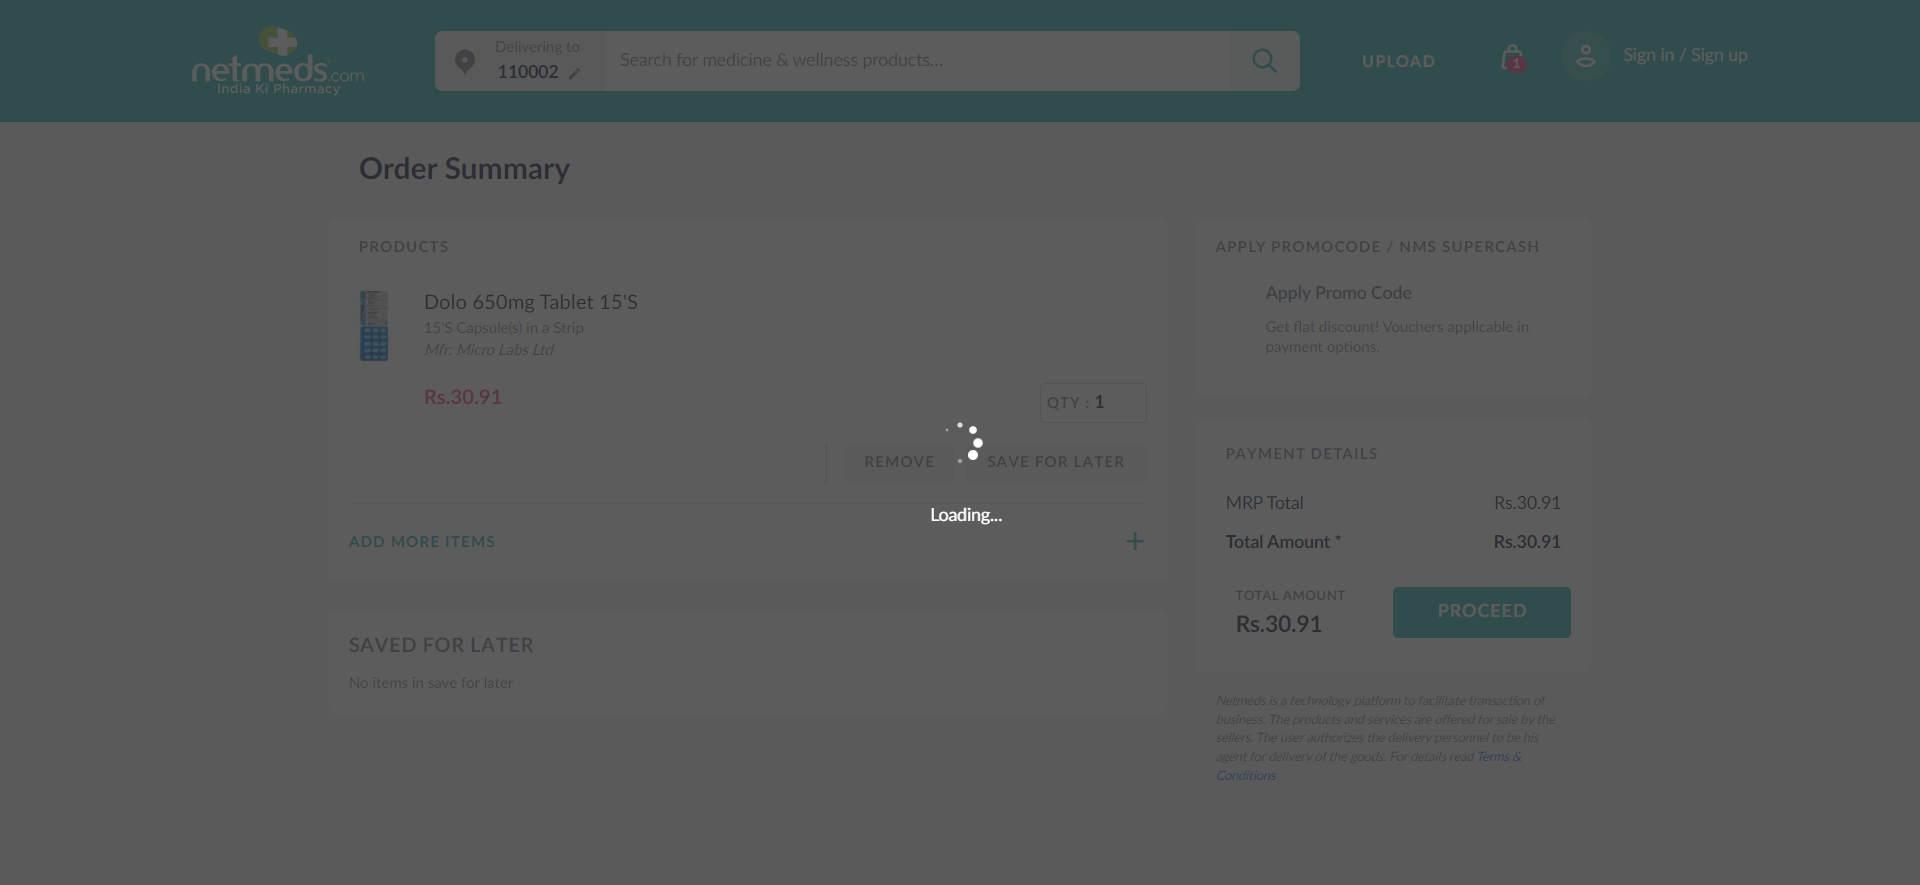 netmeds.com
India Ki Pharmacy
Delivering to
110002
Search for medicine & wellness products...
UPLOAD
1
Sign in / Sign up
Order Summary
PRODUCTS
Dolo 650mg Tablet 15'S
15'S Capsule(s) in a Strip
Mfr: Micro Labs Ltd
Rs.30.91
QTY : 1
REMOVE
SAVE FOR LATER
Loading...
ADD MORE ITEMS
+
SAVED FOR LATER
No items in save for later
APPLY PROMOCODE / NMS SUPERCASH
Apply Promo Code
Get flat discount! Vouchers applicable in
payment options.
PAYMENT DETAILS
MRP Total Rs.30.91
Total Amount * Rs.30.91
TOTAL AMOUNT
Rs.30.91
PROCEED
Netmeds is a technology platform to facilitate transaction of
business. The products and services are offered for sale by the
sellers. The user authorizes the delivery personnel to be his
agent for delivery of the goods. For details read Terms &
Conditions